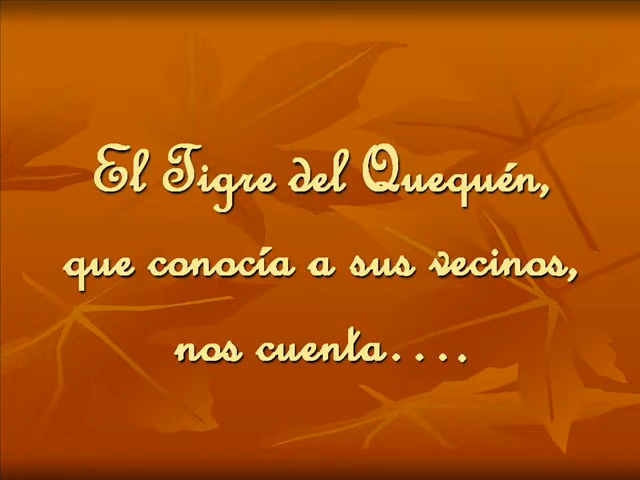 El Tigre del Quequén,
que conocía a sus vecinos,
nos cuenta....